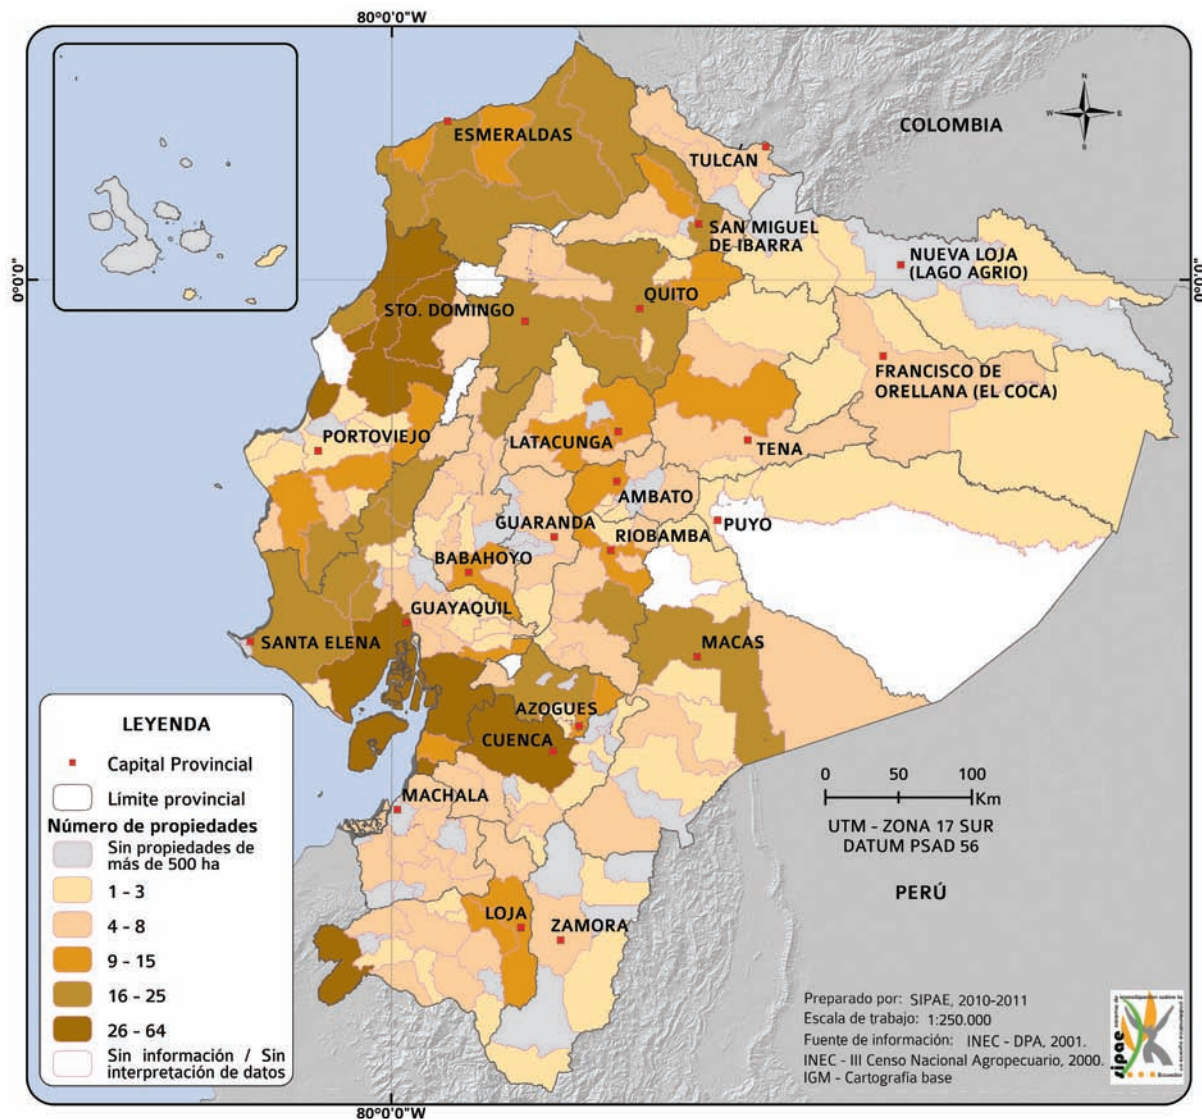 80°0'0"W
0°0'0"
0°0'0"
N
W
E
S
COLOMBIA
ESMERALDAS
TULCÁN
SAN MIGUEL
DE IBARRA
NUEVA LOJA
(LAGO AGRIO)
QUITO
STO. DOMINGO
FRANCISCO DE
ORELLANA (EL COCA)
PORTOVIEJO
LATACUNGA
TENA
AMBATO
GUARANDA
PUYO
RIOBAMBA
BABAHOYO
GUAYAQUIL
SANTA ELENA
MACAS
AZOGUES
CUENCA
MACHALA
LOJA
ZAMORA
PERÚ
LEYENDA
Capital Provincial
Límite provincial
Número de propiedades
Sin propiedades de
más de 500 ha
1 - 3
4 - 8
9 - 15
16 - 25
26 - 64
Sin información / Sin
interpretación de datos
0 50 100
Km
UTM - ZONA 17 SUR
DATUM PSAD 56
Preparado por: SIPAE, 2010-2011
Escala de trabajo: 1:250.000
Fuente de información: INEC - DPA, 2001.
INEC - III Censo Nacional Agropecuario, 2000.
IGM - Cartografía base
sipae
Ecuador
80°0'0"W